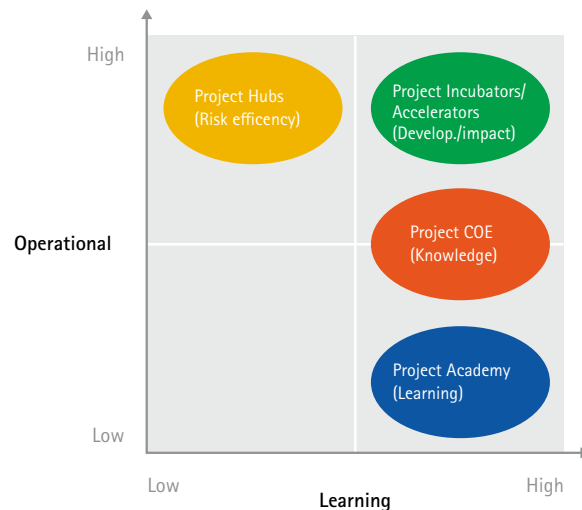 High
Project Hubs
(Risk efficency)
Project Incubators/
Accelerators
(Develop./impact)
Operational
Project COE
(Knowledge)
Project Academy
(Learning)
Low
Low
High
Learning